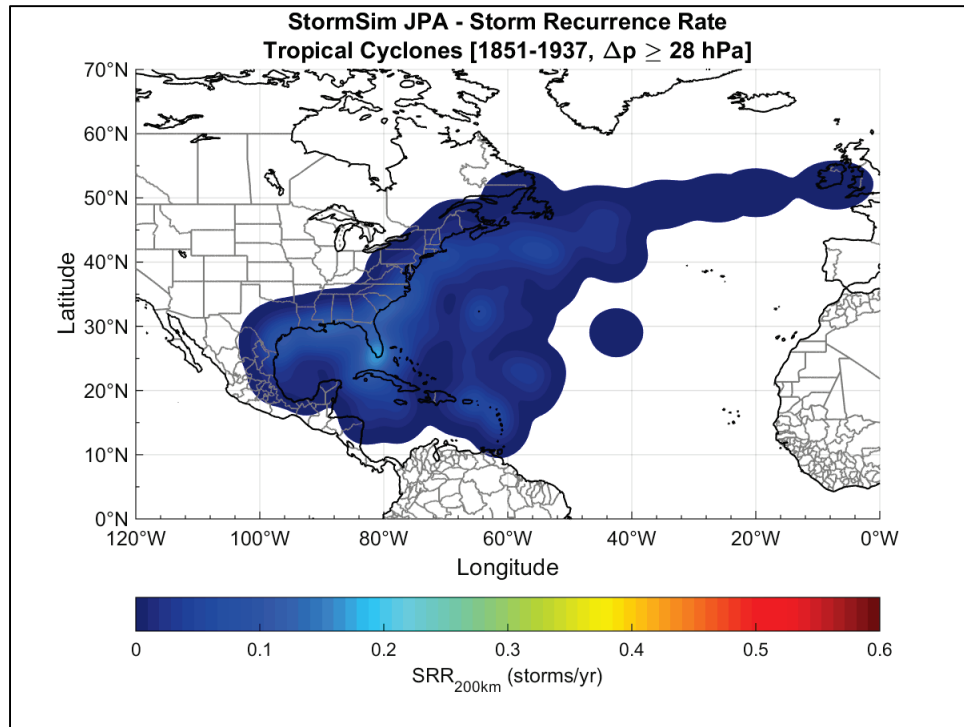 StormSim JPA - Storm Recurrence Rate
Tropical Cyclones [1851-1937, Δp ≥ 28 hPa]
70°N
60°N
50°N
40°N
30°N
20°N
10°N
0°N
Latitude
120°W 100°W 80°W 60°W 40°W 20°W 0°W
Longitude
0 0.1 0.2 0.3 0.4 0.5 0.6
SRR200km (storms/yr)